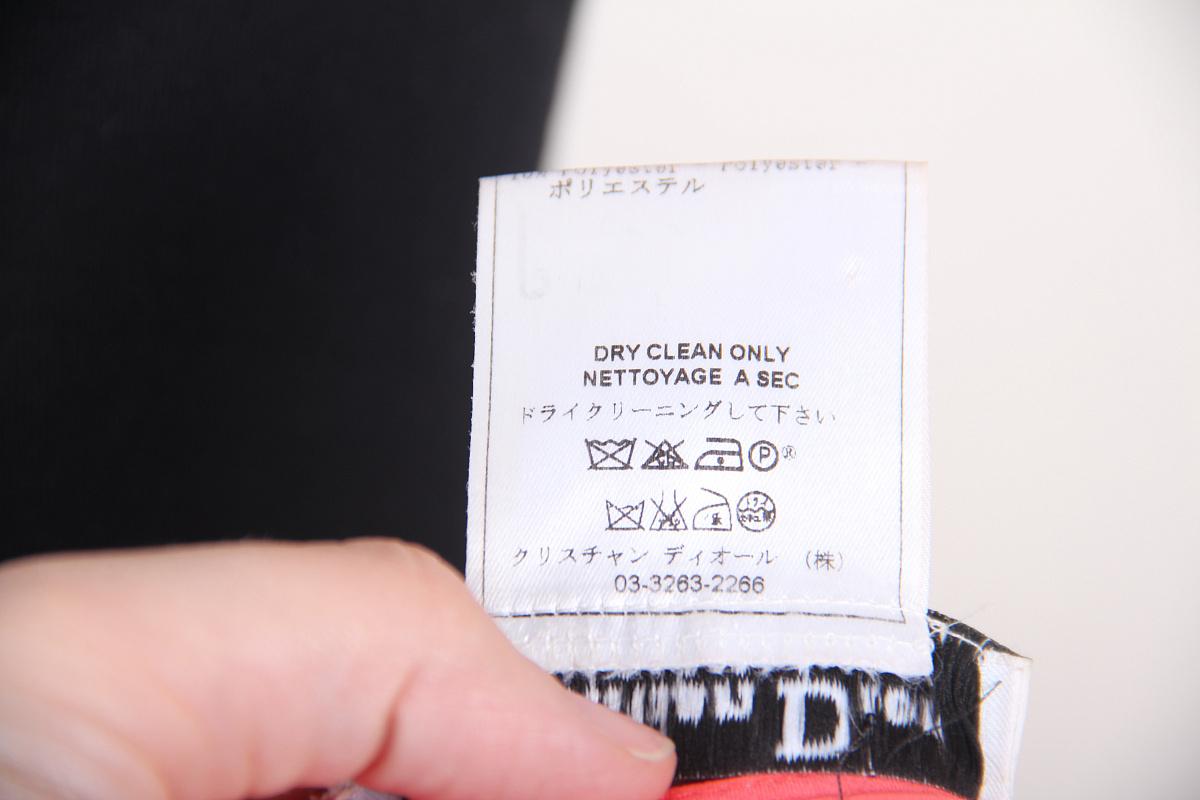 Polyester Polyester
ポリエステル
DRY CLEAN ONLY
NETTOYAGE A SEC
ドライクリーニングして下さい
P®
クリスチャン ディオール (株)
03-3263-2266
D